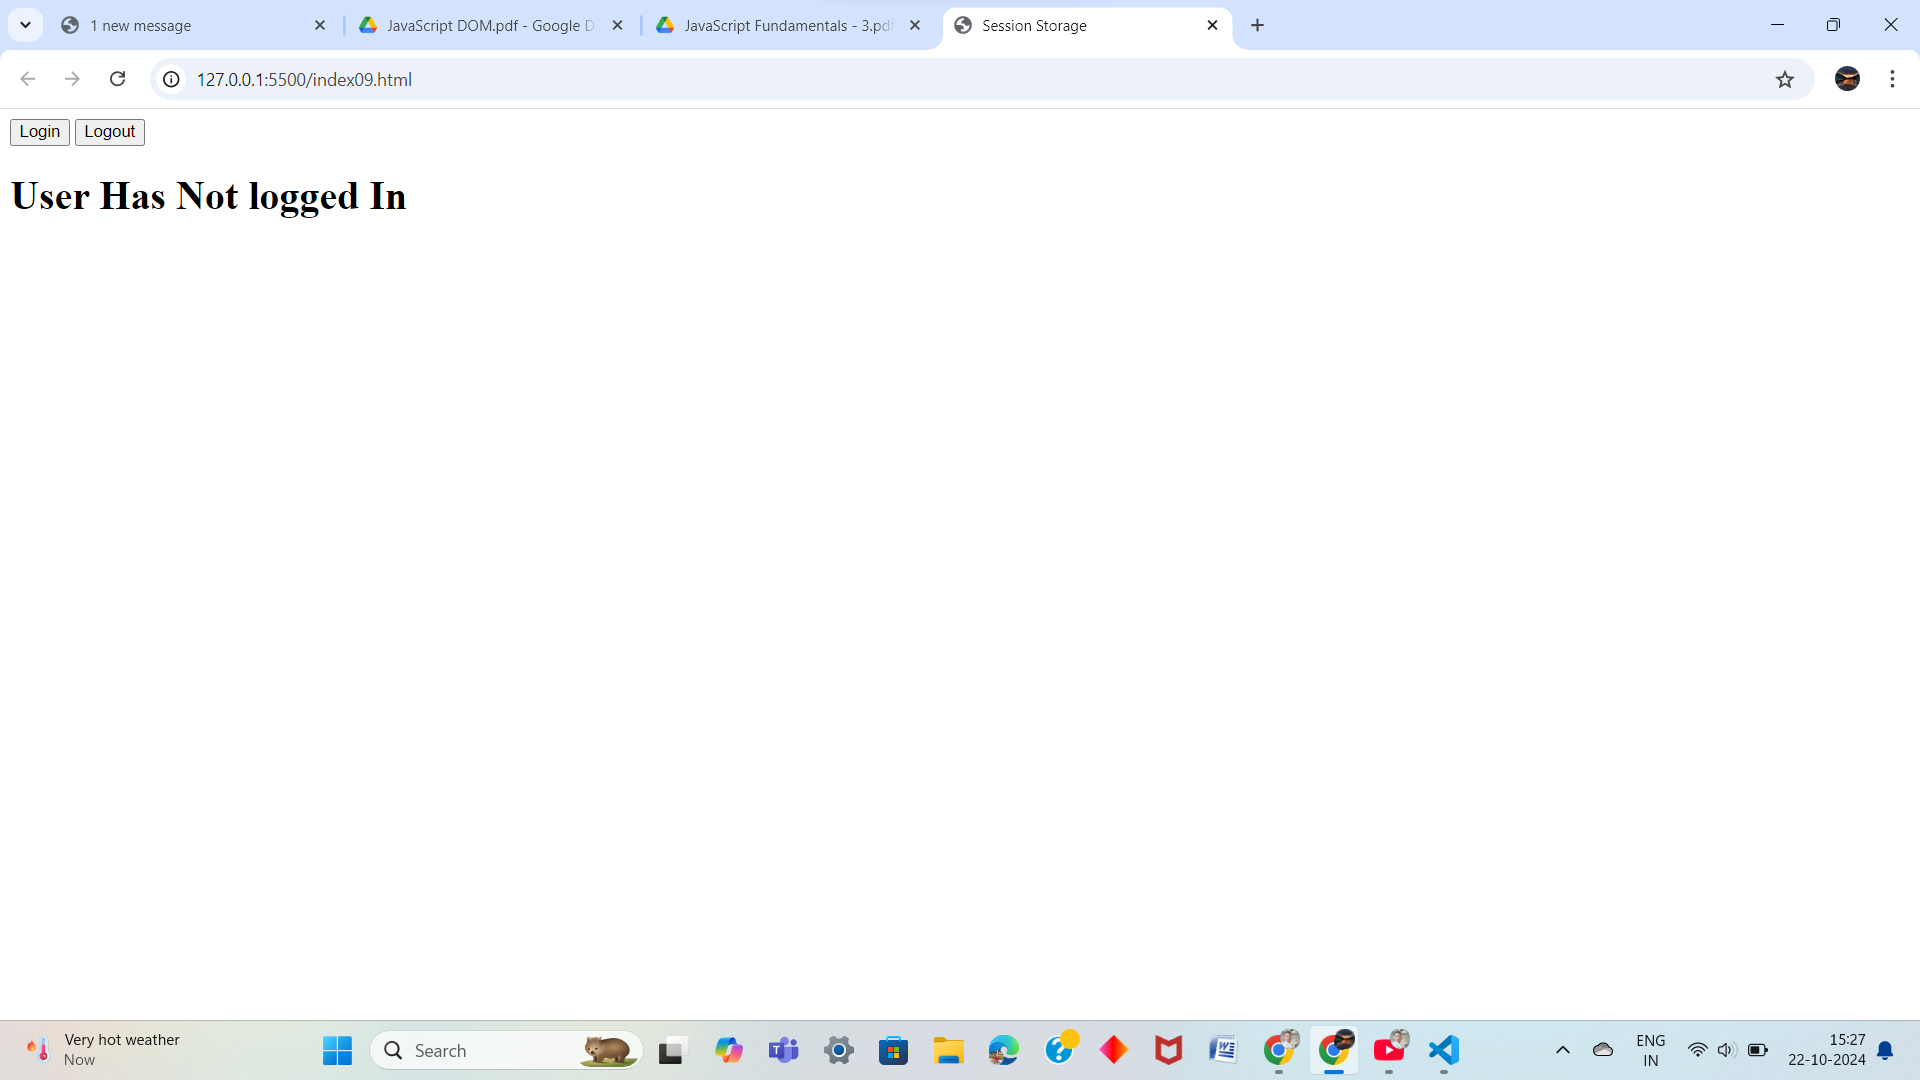 1 new message
JavaScript DOM.pdf - Google D
JavaScript Fundamentals - 3.pdf
Session Storage
127.0.0.1:5500/index09.html
Login Logout
User Has Not logged In
Very hot weather
Now
Search
ENG
IN
15:27
22-10-2024